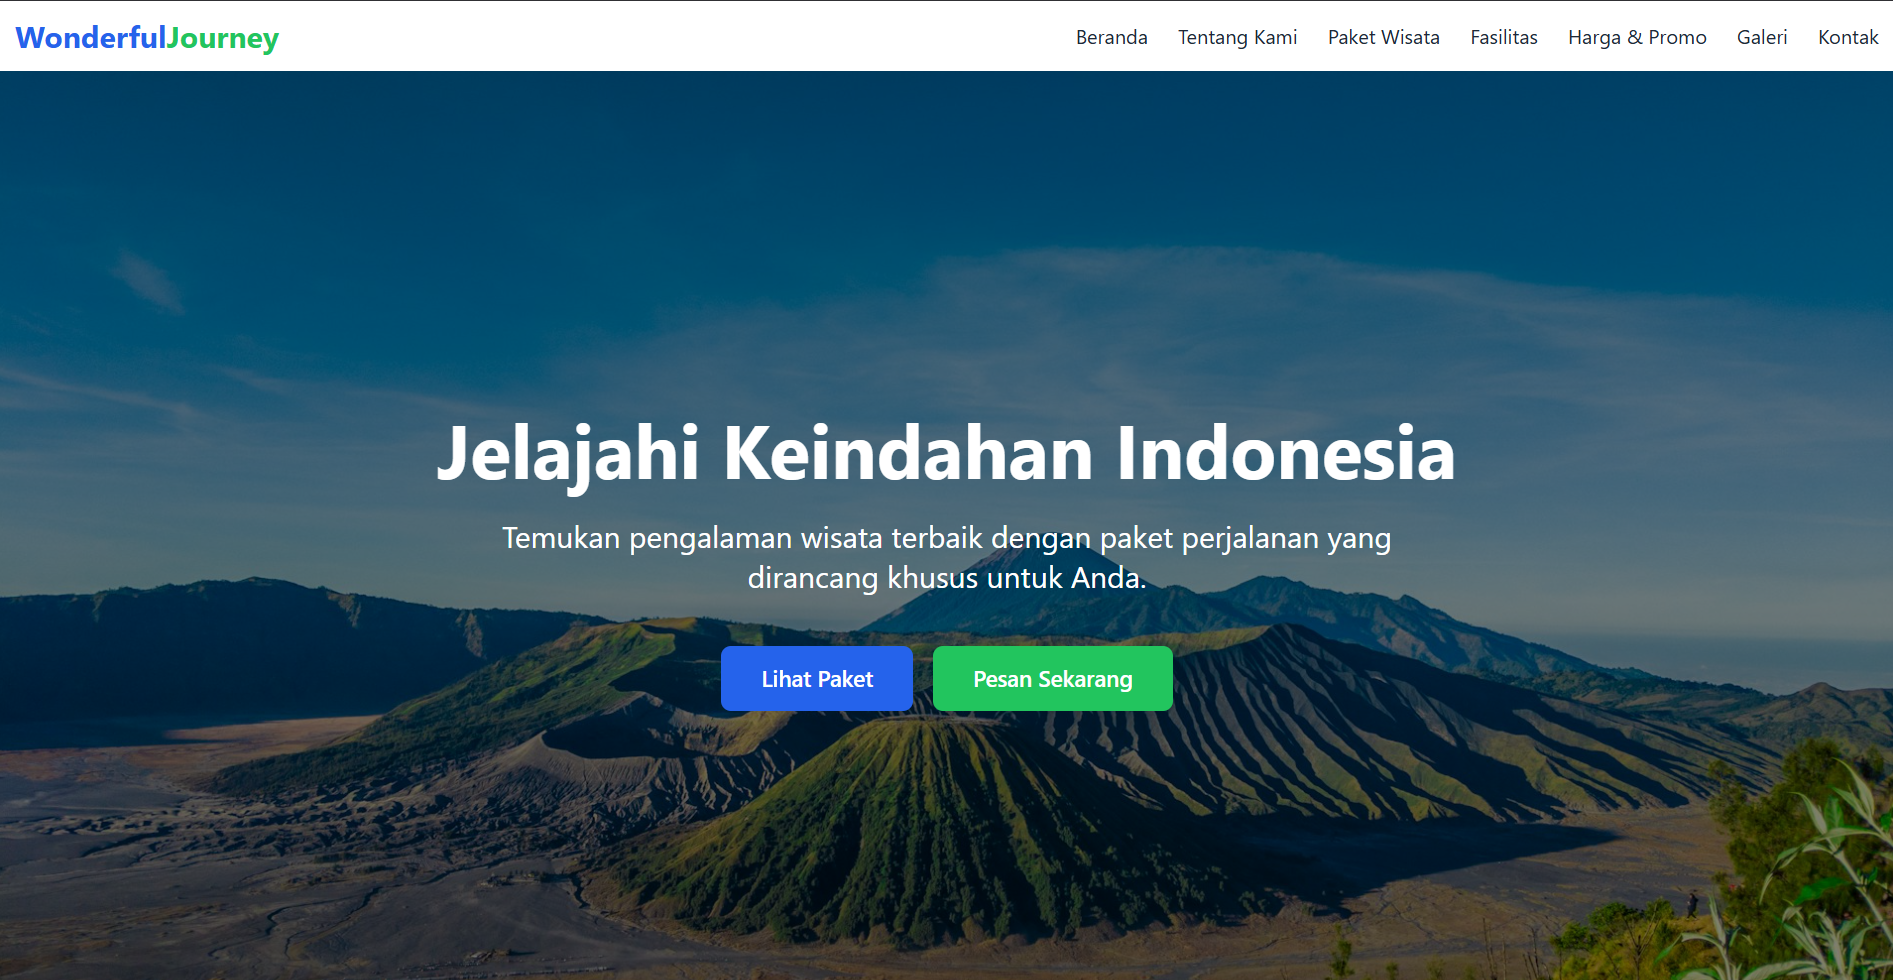 WonderfulJourney
Beranda Tentang Kami Paket Wisata Fasilitas Harga & Promo Galeri Kontak
Jelajahi Keindahan Indonesia
Temukan pengalaman wisata terbaik dengan paket perjalanan yang
dirancang khusus untuk Anda.
Lihat Paket Pesan Sekarang